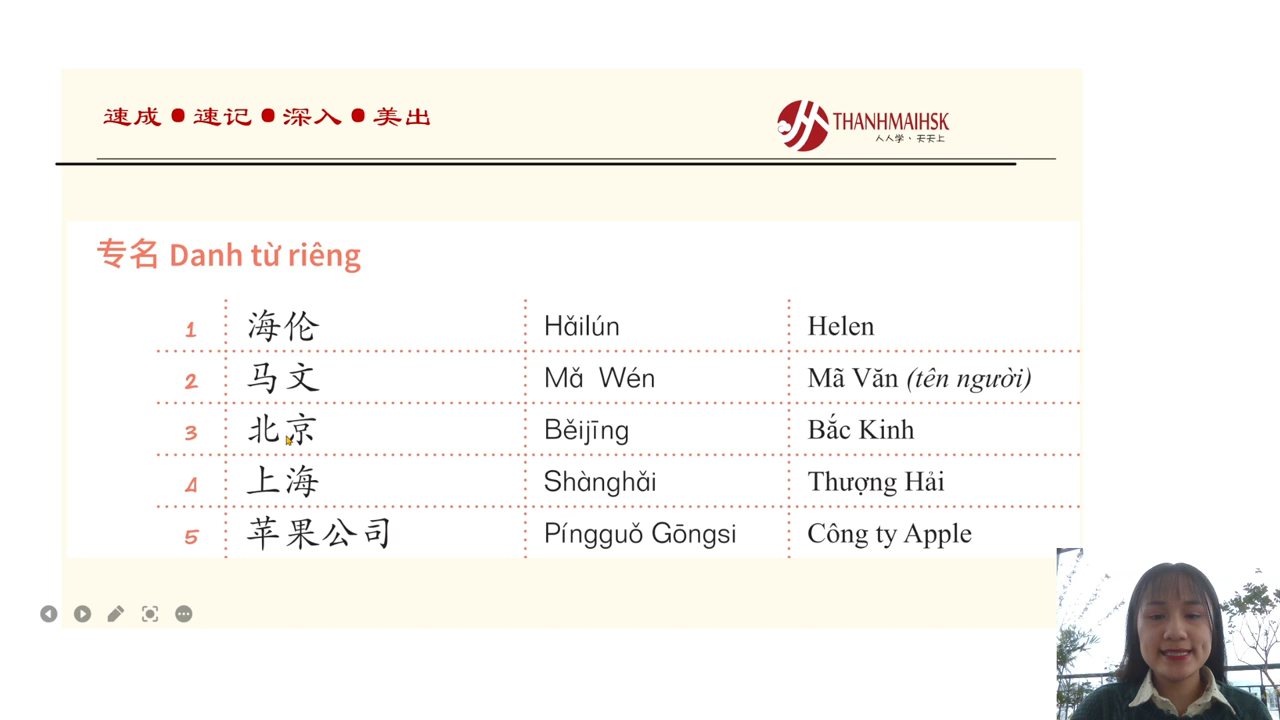 速成●速记●深入●美出
THANHMAIHSK
人人学、天天上
专名 Danh từ riêng
1 海伦 Hǎilún Helen
2 马文 Mǎ Wén Mã Văn (tên người)
3 北京 Běijīng Bắc Kinh
4 上海 Shànghǎi Thượng Hải
5 苹果公司 Píngguǒ Gōngsi Công ty Apple